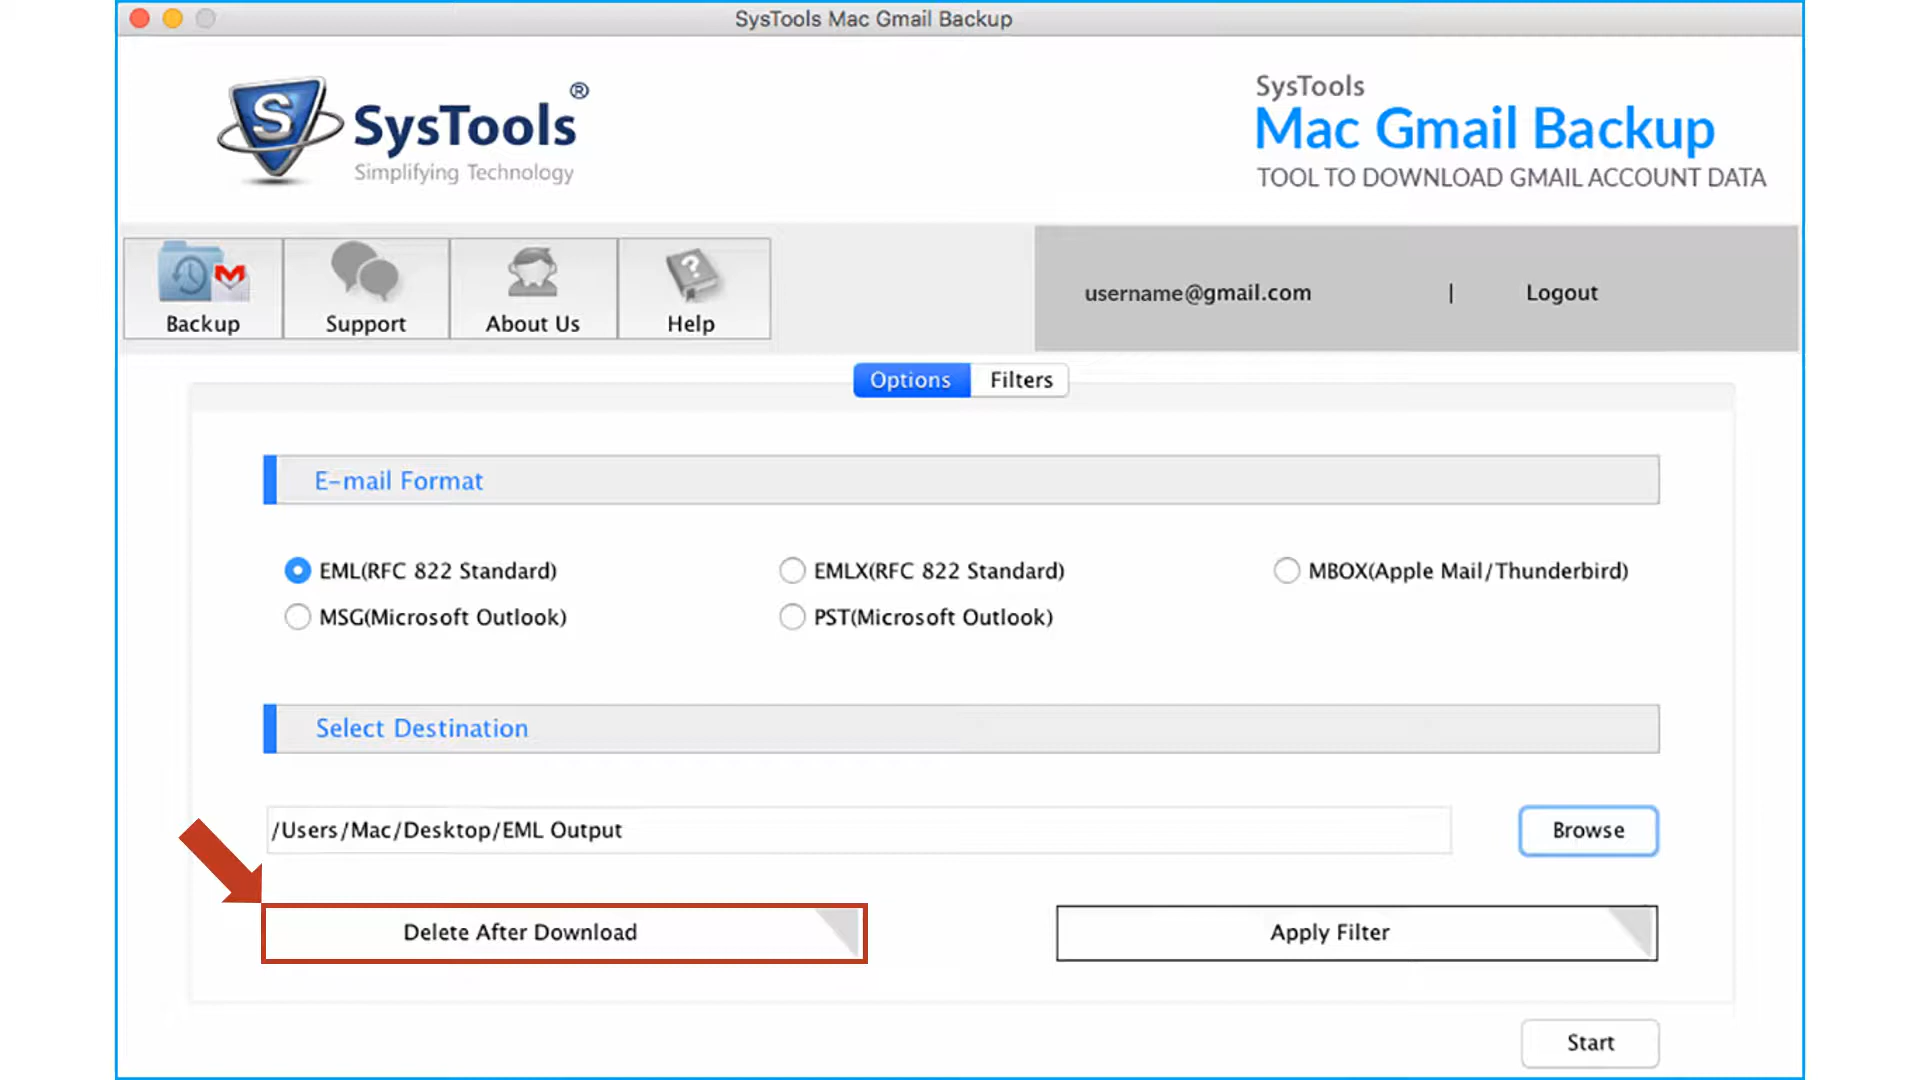 SysTools Mac Gmail Backup
S
SysTools®
Simplifying Technology
SysTools
Mac Gmail Backup
TOOL TO DOWNLOAD GMAIL ACCOUNT DATA
Backup
Support
About Us
?
Help
username@gmail.com | Logout
Options
Filters
E-mail Format
EML(RFC 822 Standard)
EMLX(RFC 822 Standard)
MBOX(Apple Mail/Thunderbird)
MSG(Microsoft Outlook)
PST(Microsoft Outlook)
Select Destination
/Users/Mac/Desktop/EML Output
Browse
Delete After Download
Apply Filter
Start